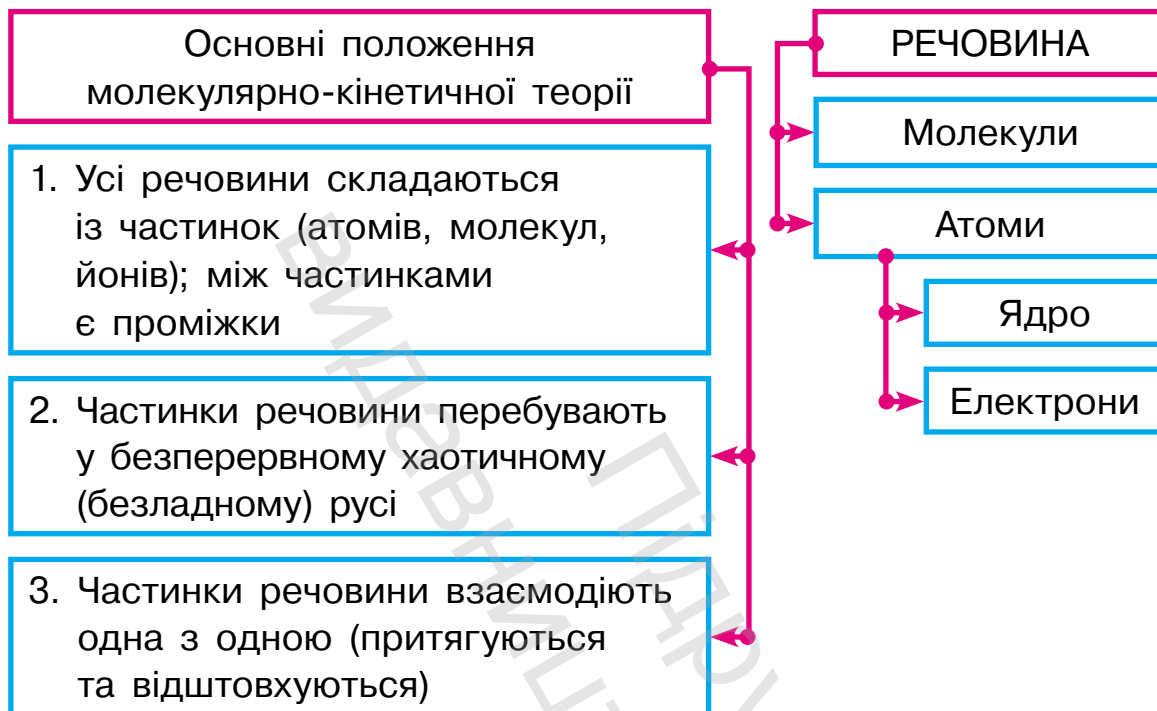 Основні положення
молекулярно-кінетичної теорії
1. Усі речовини складаються
із частинок (атомів, молекул,
йонів); між частинками
є проміжки
2. Частинки речовини перебувають
у безперервному хаотичному
(безладному) русі
3. Частинки речовини взаємодіють
одна з одною (притягуються
та відштовхуються)
РЕЧОВИНА
Молекули
Атоми
Ядро
Електрони